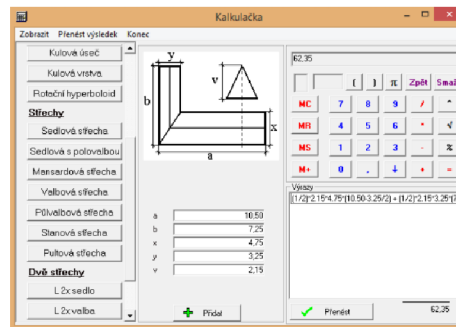 Kalkulačka
Zobrazit Přenést výsledek Konec
Kulová úseč
Kulová vrstva
Rotační hyperboloid
Střechy
Sedlová střecha
Sedlová s polovalbou
Mansardová střecha
Valbová střecha
Půlvalbová střecha
Stanová střecha
Pultová střecha
Dvě střechy
L 2x sedlo
L 2x valba
y
v
b
x
a
a 10,50
b 7,25
x 4,75
y 3,25
v 2,15
Přidat
62,35
( ) π Zpět Smaž
MC 7 8 9 / ^
MR 4 5 6 * √
MS 1 2 3 - %
M+ 0 , ↓ + =
Výrazy
(1/2)*2.15*4.75*(10.50-3.25/2) + (1/2)*2.15*3.25*(7
Přenést
62,35